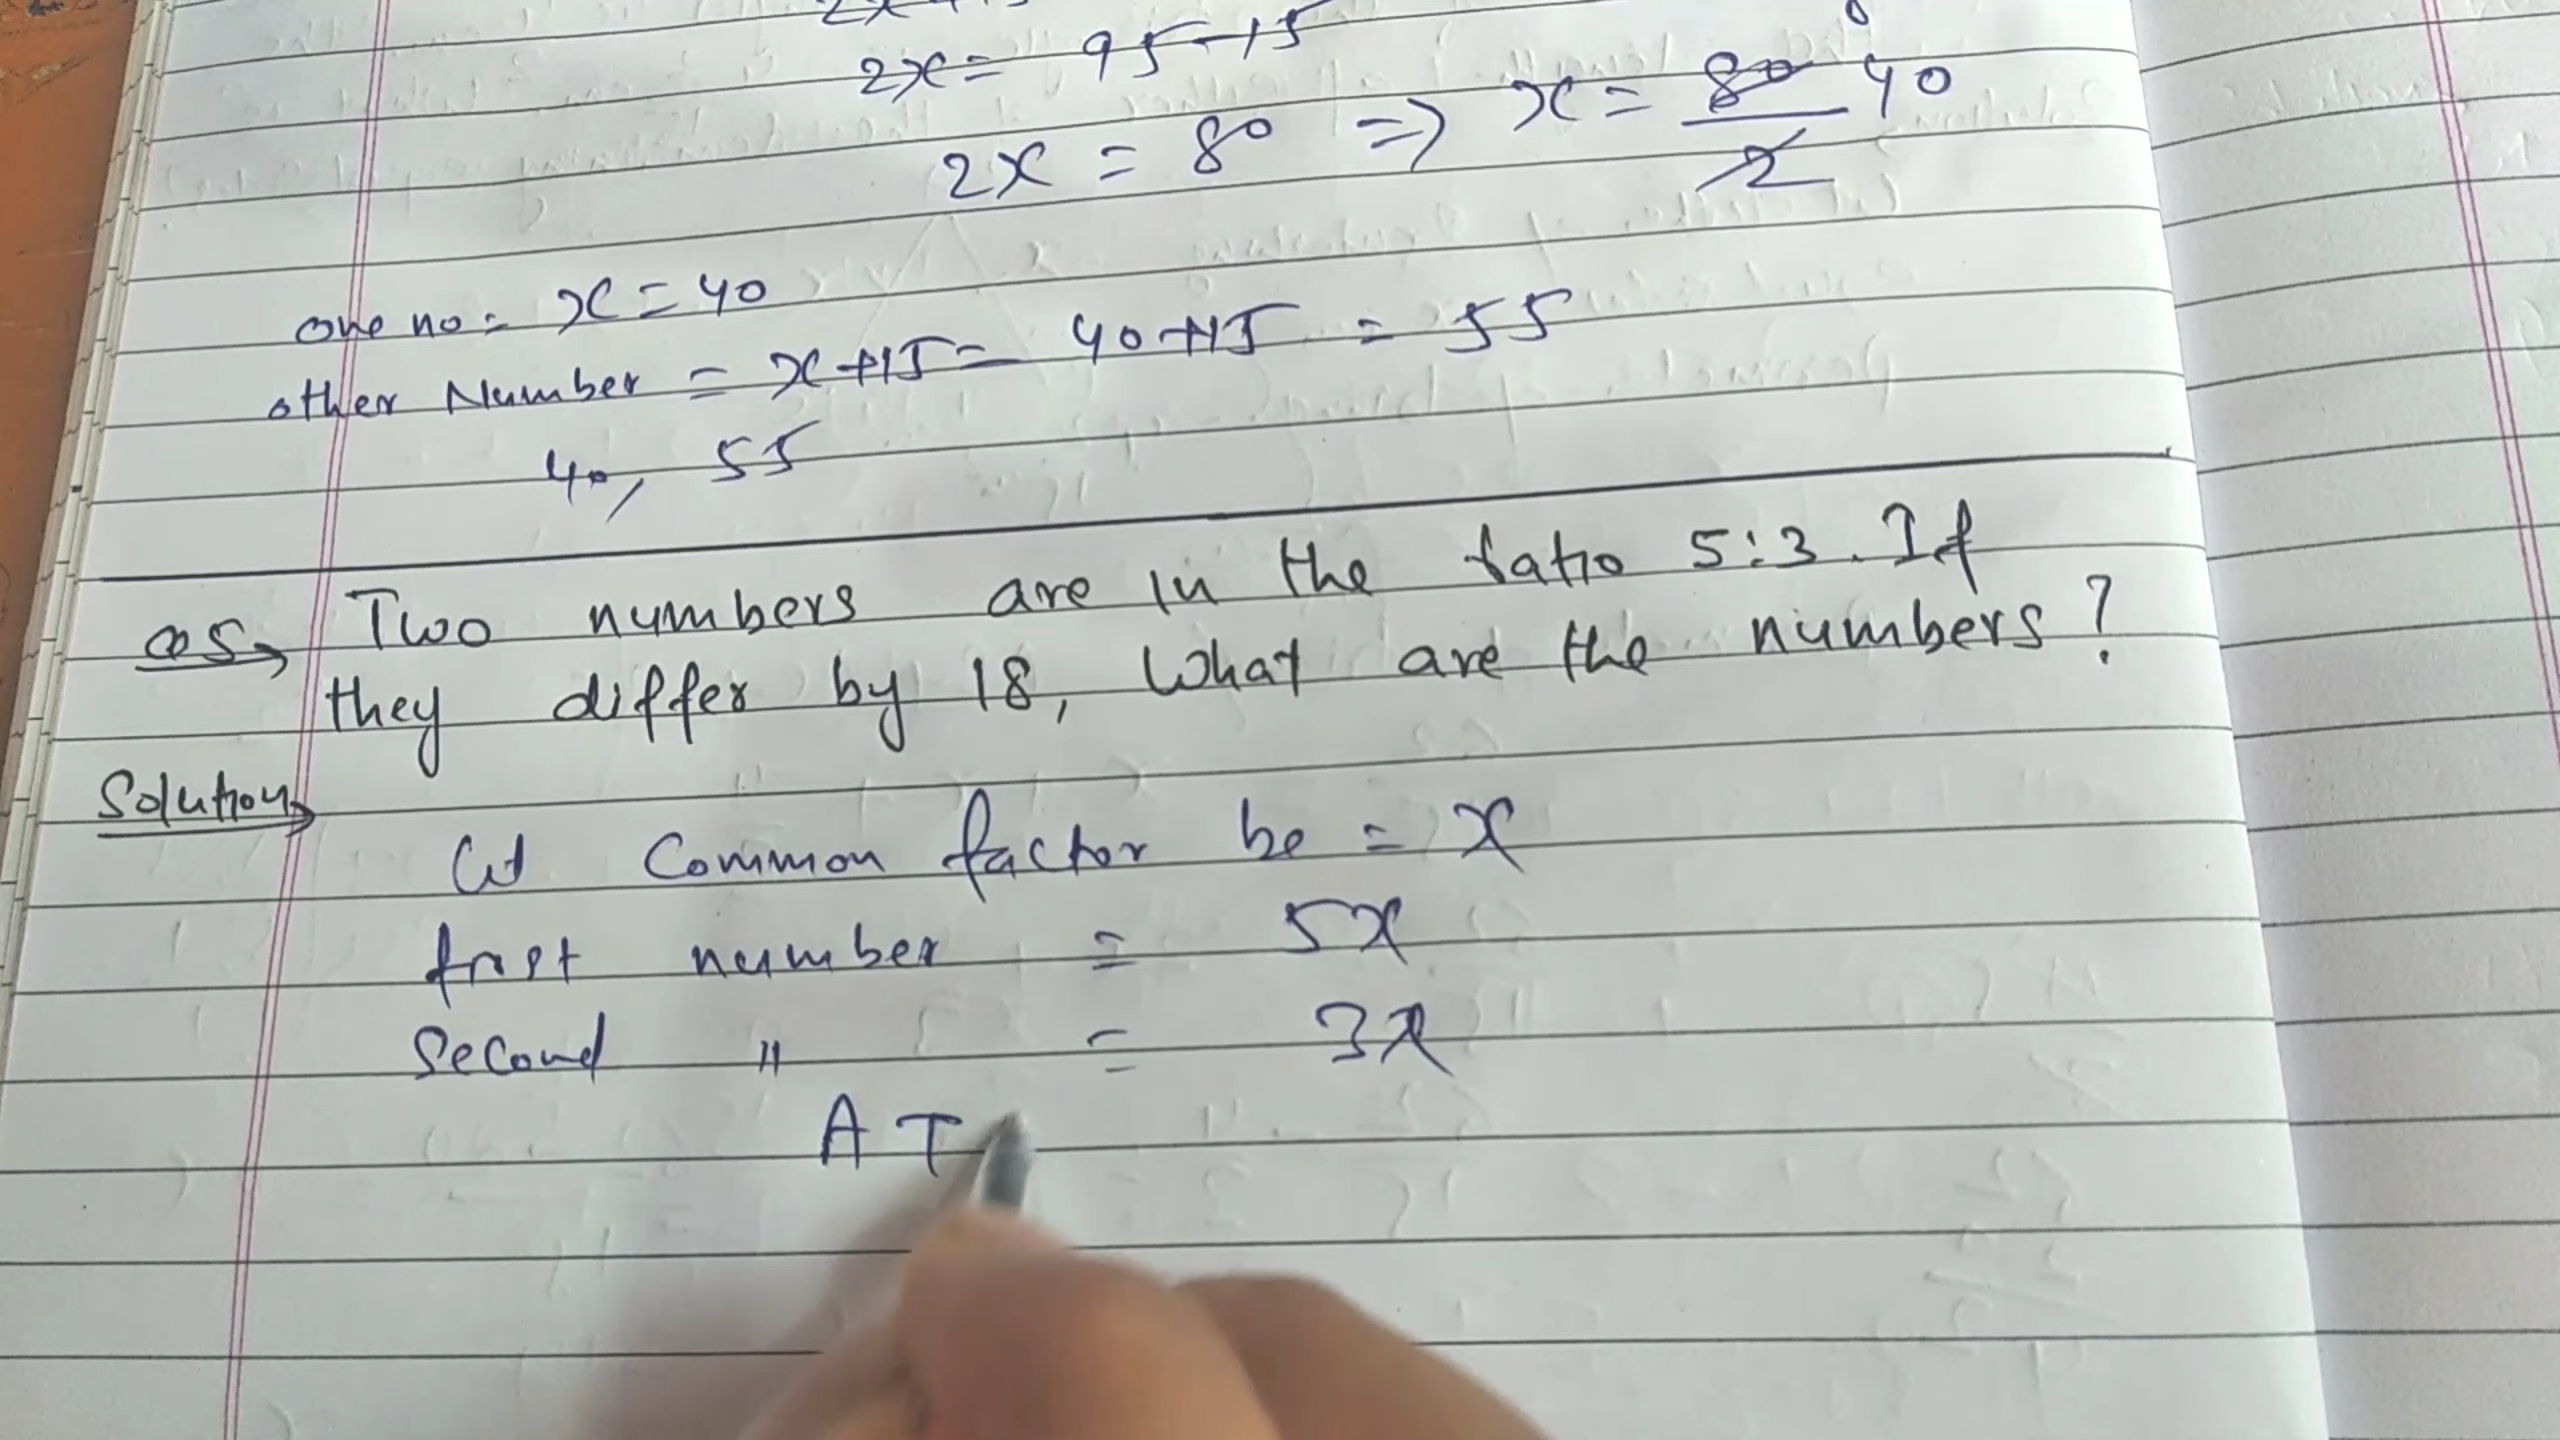 2x = 95-15
2x = 80 => x = 80/2 40
one no = x = 40
other Number = x+15 = 40+15 = 55
40, 55
Q5→ Two numbers are in the ratio 5:3. If
they differ by 18, What are the numbers?
Solution→
Let Common factor be = x
first number = 5x
Second " = 3x
A T